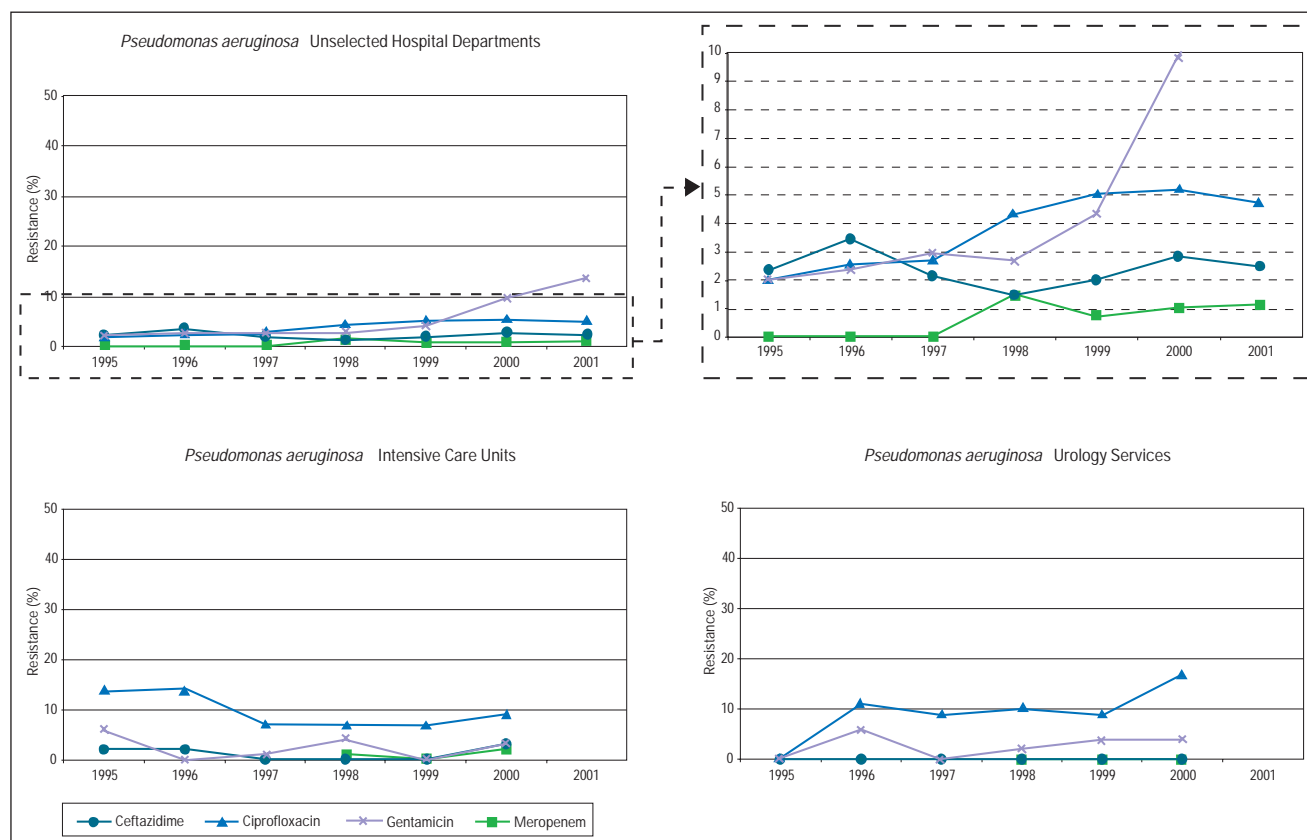 Pseudomonas aeruginosa Unselected Hospital Departments
50
40
30
20
10
0
Resistance (%)
1995 1996 1997 1998 1999 2000 2001
10
9
8
7
6
5
4
3
2
1
0
1995 1996 1997 1998 1999 2000 2001
Pseudomonas aeruginosa Intensive Care Units
50
40
30
20
10
0
Resistance (%)
1995 1996 1997 1998 1999 2000 2001
Pseudomonas aeruginosa Urology Services
50
40
30
20
10
0
Resistance (%)
1995 1996 1997 1998 1999 2000 2001
Ceftazidime Ciprofloxacin Gentamicin Meropenem